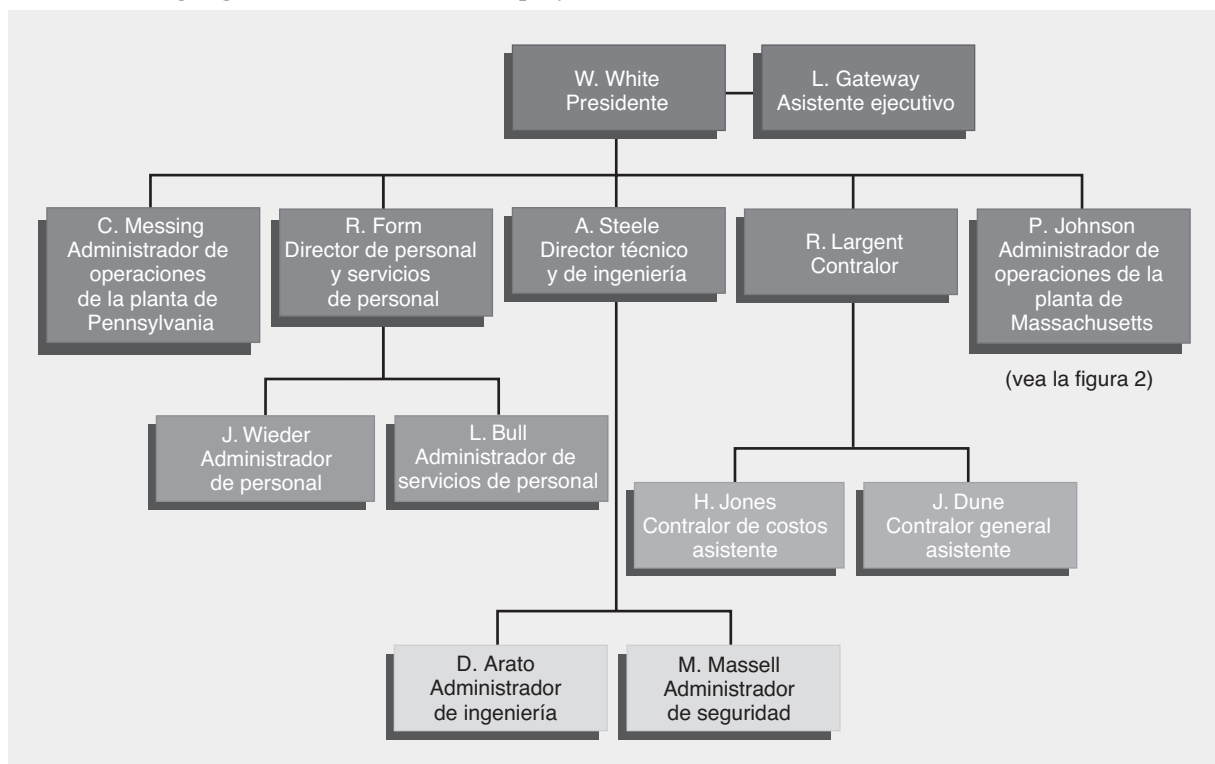 W. White
Presidente
L. Gateway
Asistente ejecutivo
C. Messing
Administrador de
operaciones
de la planta de
Pennsylvania
R. Form
Director de personal
y servicios
de personal
A. Steele
Director técnico
y de ingeniería
R. Largent
Contralor
P. Johnson
Administrador de
operaciones de la
planta de
Massachusetts
(vea la figura 2)
J. Wieder
Administrador
de personal
L. Bull
Administrador de
servicios de personal
H. Jones
Contralor de costos
asistente
J. Dune
Contralor general
asistente
D. Arato
Administrador
de ingeniería
M. Massell
Administrador
de seguridad